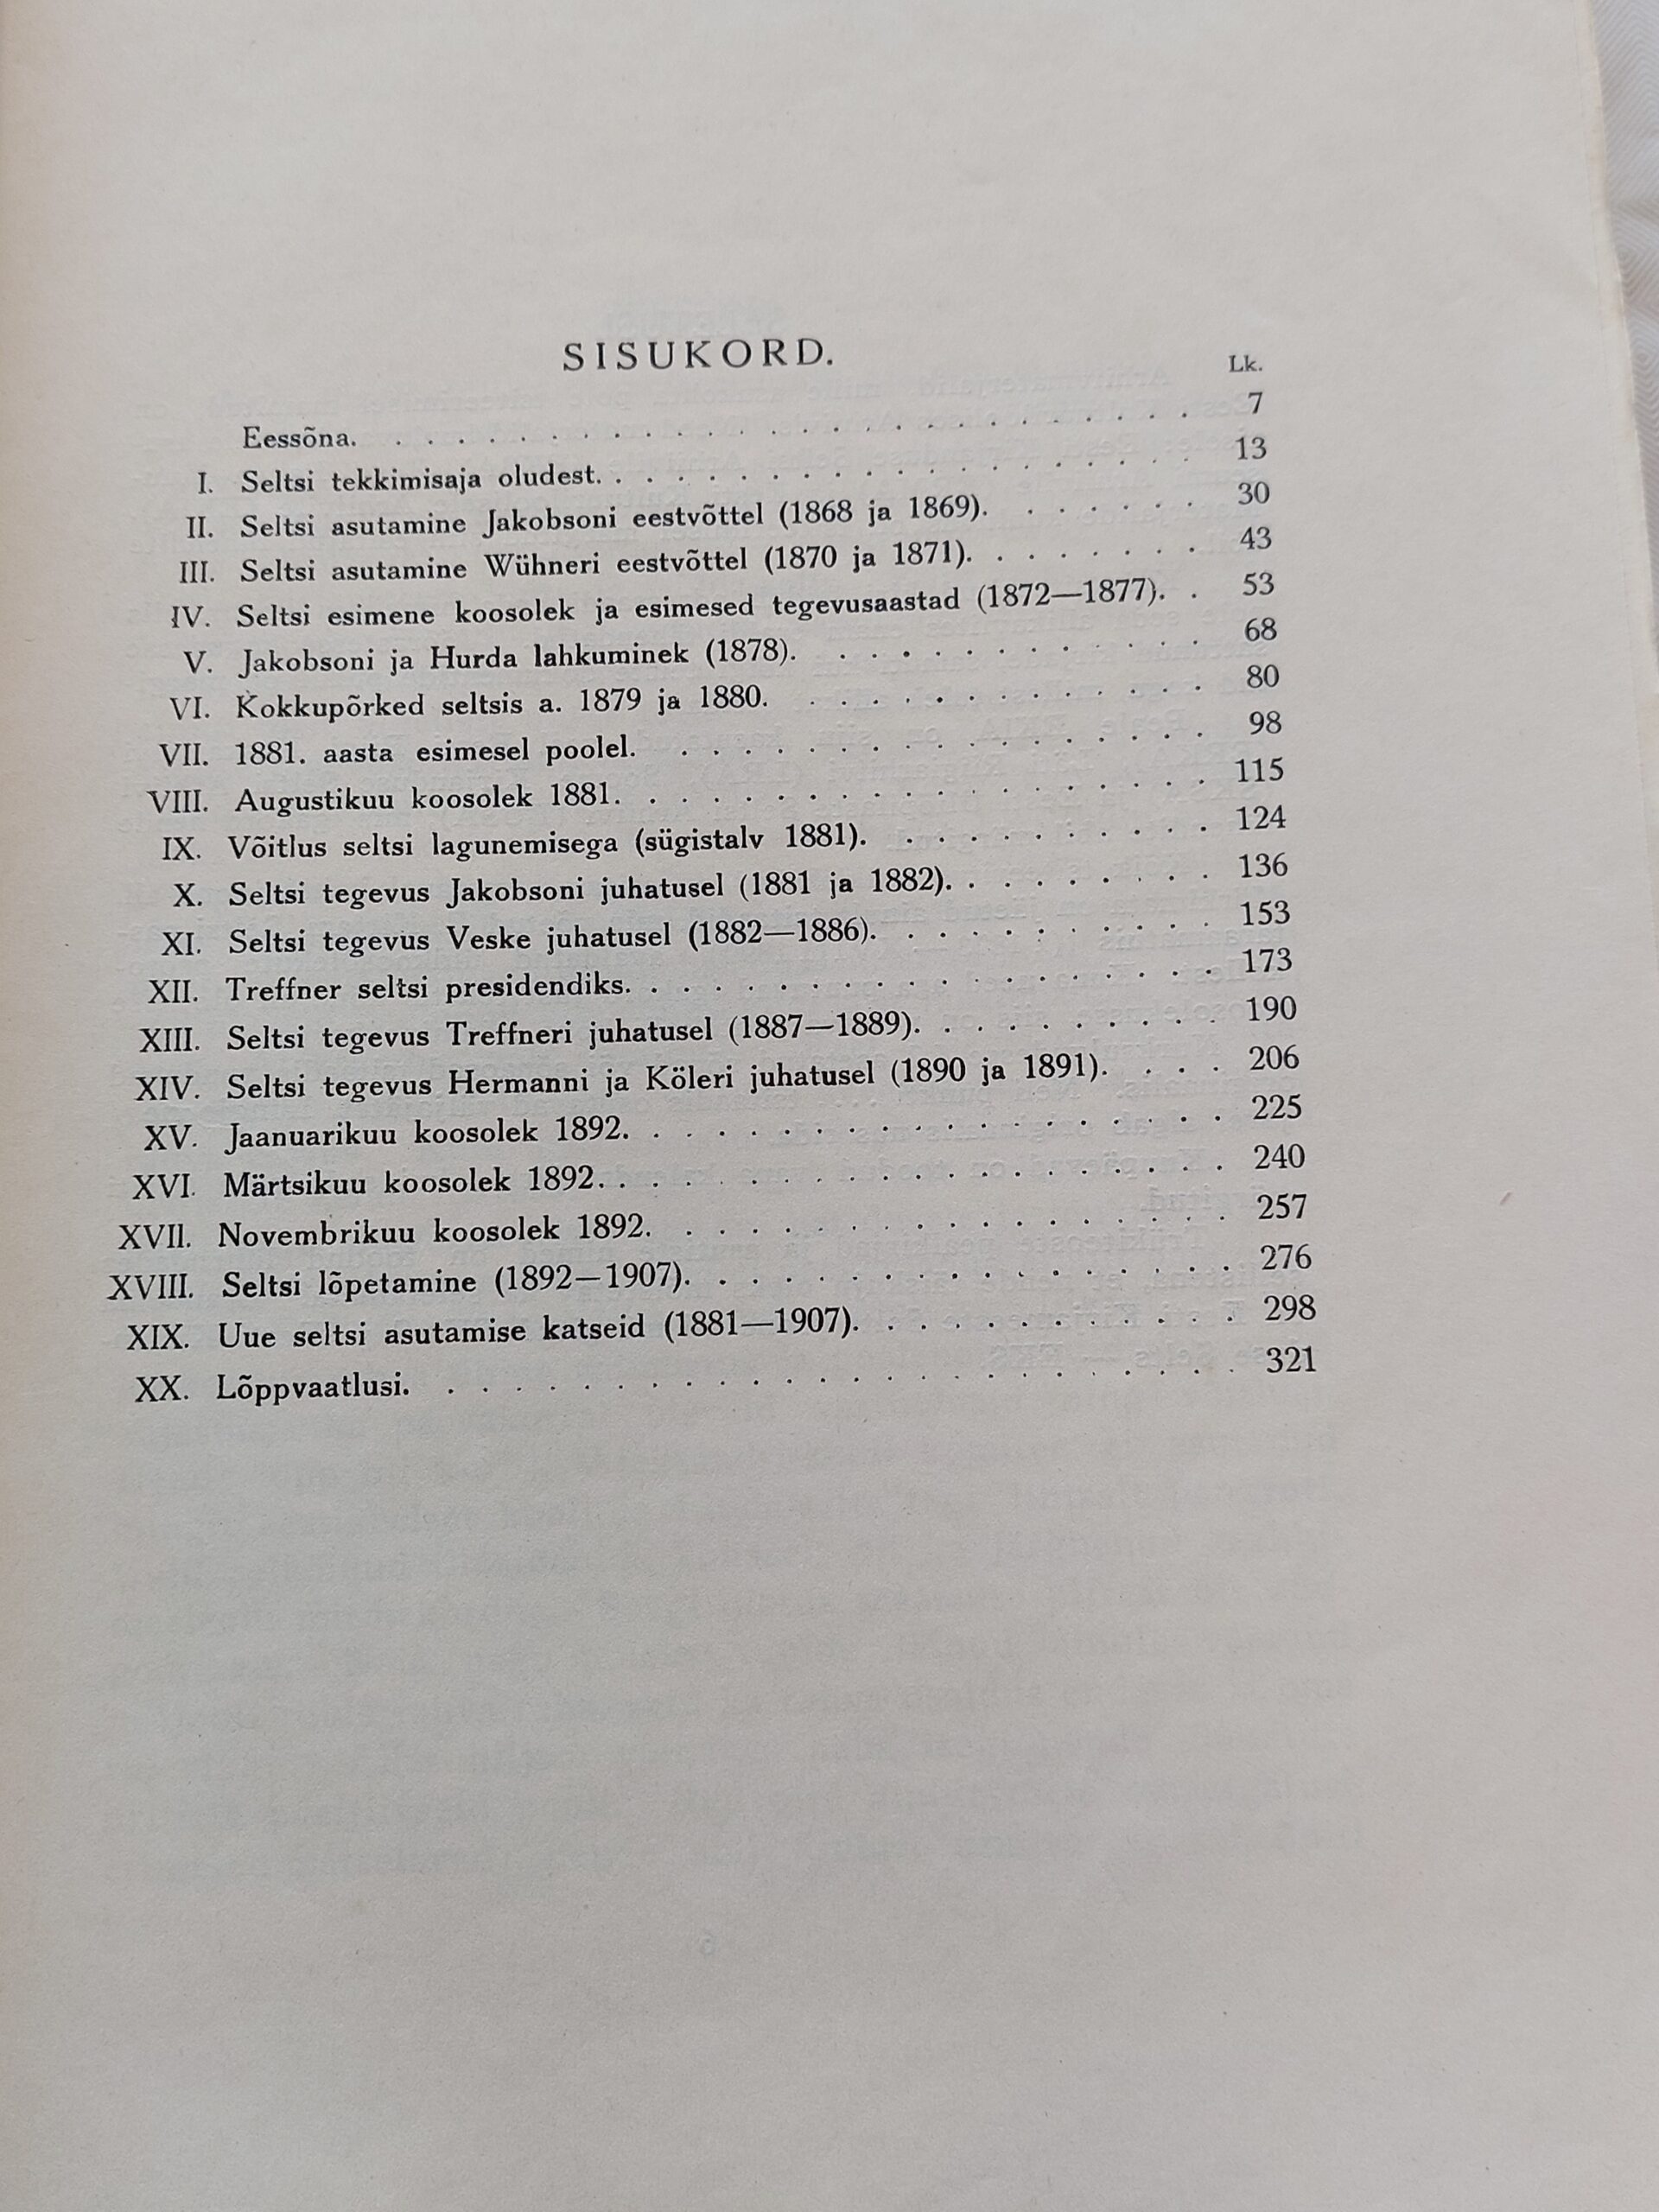 SISUKORD.
Lk.
Eessõna. . . . . . . . . . . . . . . . . . . . . . . . . . . 7
I. Seltsi tekkimisaja oludest. . . . . . . . . . . . . . . . . . . . 13
II. Seltsi asutamine Jakobsoni eestvõttel (1868 ja 1869). . . . . . . 30
III. Seltsi asutamine Wühneri eestvõttel (1870 ja 1871). . . . . . . . 43
IV. Seltsi esimene koosolek ja esimesed tegevusaastad (1872—1877). . 53
V. Jakobsoni ja Hurda lahkuminek (1878). . . . . . . . . . . . . 68
VI. Kokkupõrked seltsis a. 1879 ja 1880. . . . . . . . . . . . . . 80
VII. 1881. aasta esimesel poolel. . . . . . . . . . . . . . . . . . 98
VIII. Augustikuu koosolek 1881. . . . . . . . . . . . . . . . . . . 115
IX. Võitlus seltsi lagunemisega (sügistalv 1881). . . . . . . . . . . 124
X. Seltsi tegevus Jakobsoni juhatusel (1881 ja 1882). . . . . . . . . 136
XI. Seltsi tegevus Veske juhatusel (1882—1886). . . . . . . . . . . 153
XII. Treffner seltsi presidendiks. . . . . . . . . . . . . . . . . . . 173
XIII. Seltsi tegevus Treffneri juhatusel (1887—1889). . . . . . . . . . 190
XIV. Seltsi tegevus Hermanni ja Köleri juhatusel (1890 ja 1891). . . . 206
XV. Jaanuarikuu koosolek 1892. . . . . . . . . . . . . . . . . . . 225
XVI. Märtsikuu koosolek 1892. . . . . . . . . . . . . . . . . . . . 240
XVII. Novembrikuu koosolek 1892. . . . . . . . . . . . . . . . . . 257
XVIII. Seltsi lõpetamine (1892—1907). . . . . . . . . . . . . . . . . 276
XIX. Uue seltsi asutamise katseid (1881—1907). . . . . . . . . . . . 298
XX. Lõppvaatlusi. . . . . . . . . . . . . . . . . . . . . . . . . 321